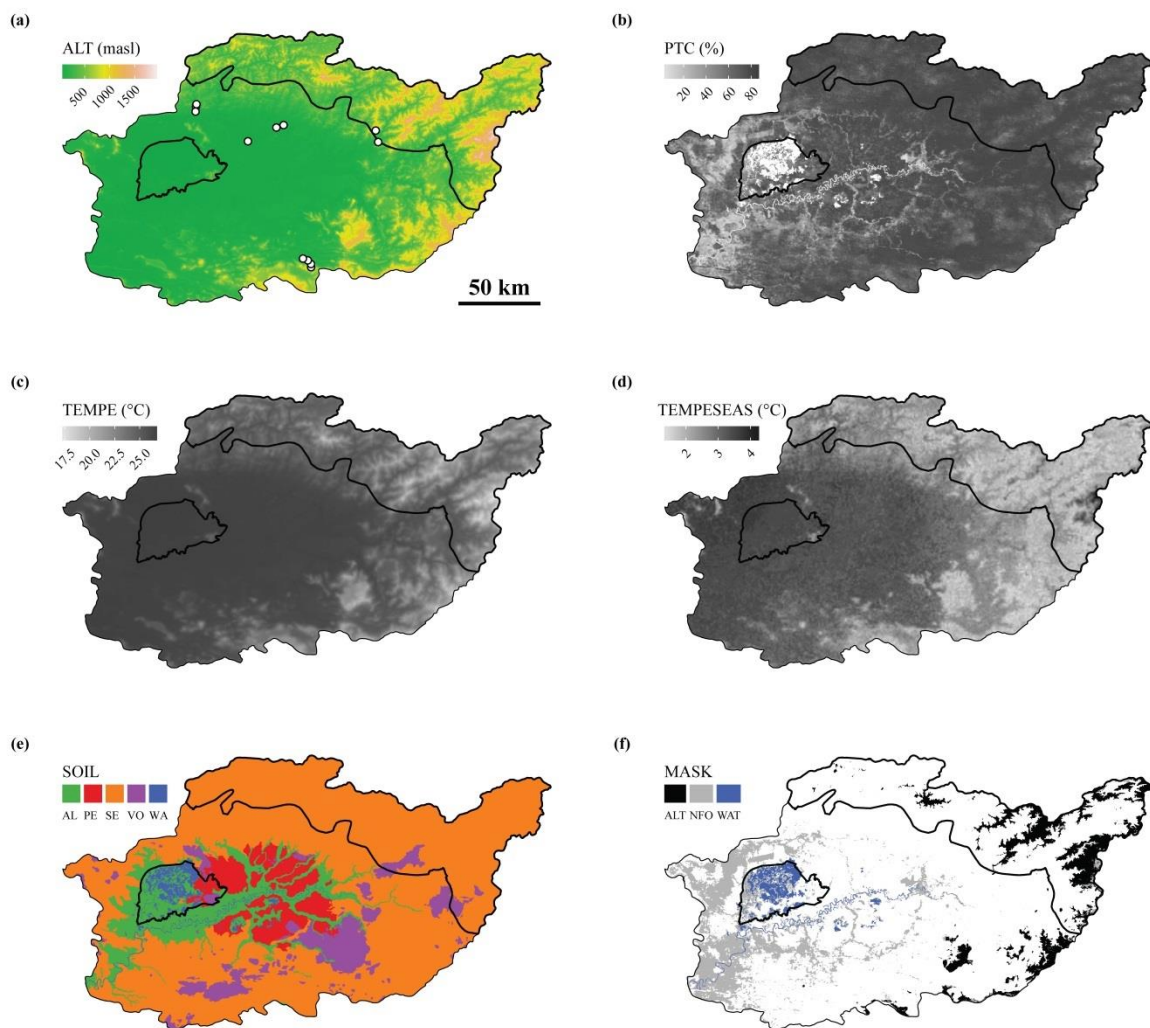 (a)
ALT (masl)
500 1000 1500
50 km
(b)
PTC (%)
20 40 60 80
(c)
TEMPE (°C)
17.5 20.0 22.5 25.0
(d)
TEMPESEAS (°C)
2 3 4
(e)
SOIL
AL PE SE VO WA
(f)
MASK
ALT NFO WAT